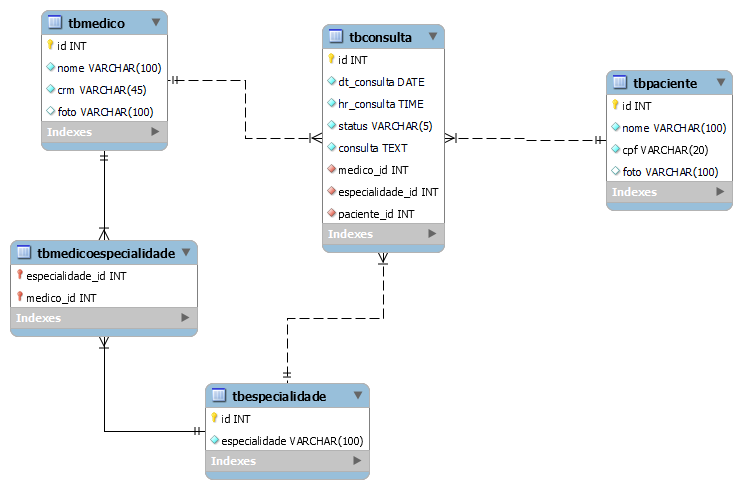 tbmedico
id INT
nome VARCHAR(100)
crm VARCHAR(45)
foto VARCHAR(100)
Indexes
tbconsulta
id INT
dt_consulta DATE
hr_consulta TIME
status VARCHAR(5)
consulta TEXT
medico_id INT
especialidade_id INT
paciente_id INT
Indexes
tbpaciente
id INT
nome VARCHAR(100)
cpf VARCHAR(20)
foto VARCHAR(100)
Indexes
tbmedicoespecialidade
especialidade_id INT
medico_id INT
Indexes
tbespecialidade
id INT
especialidade VARCHAR(100)
Indexes